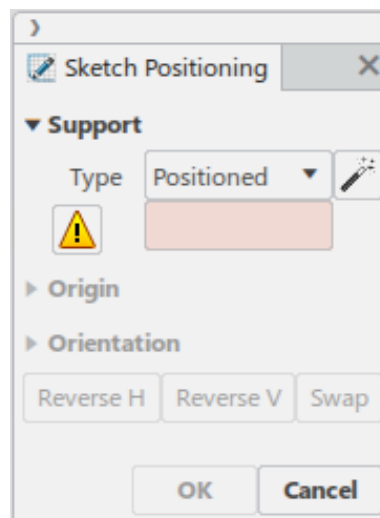 Sketch Positioning
Support
Type Positioned
Origin
Orientation
Reverse H Reverse V Swap
OK Cancel